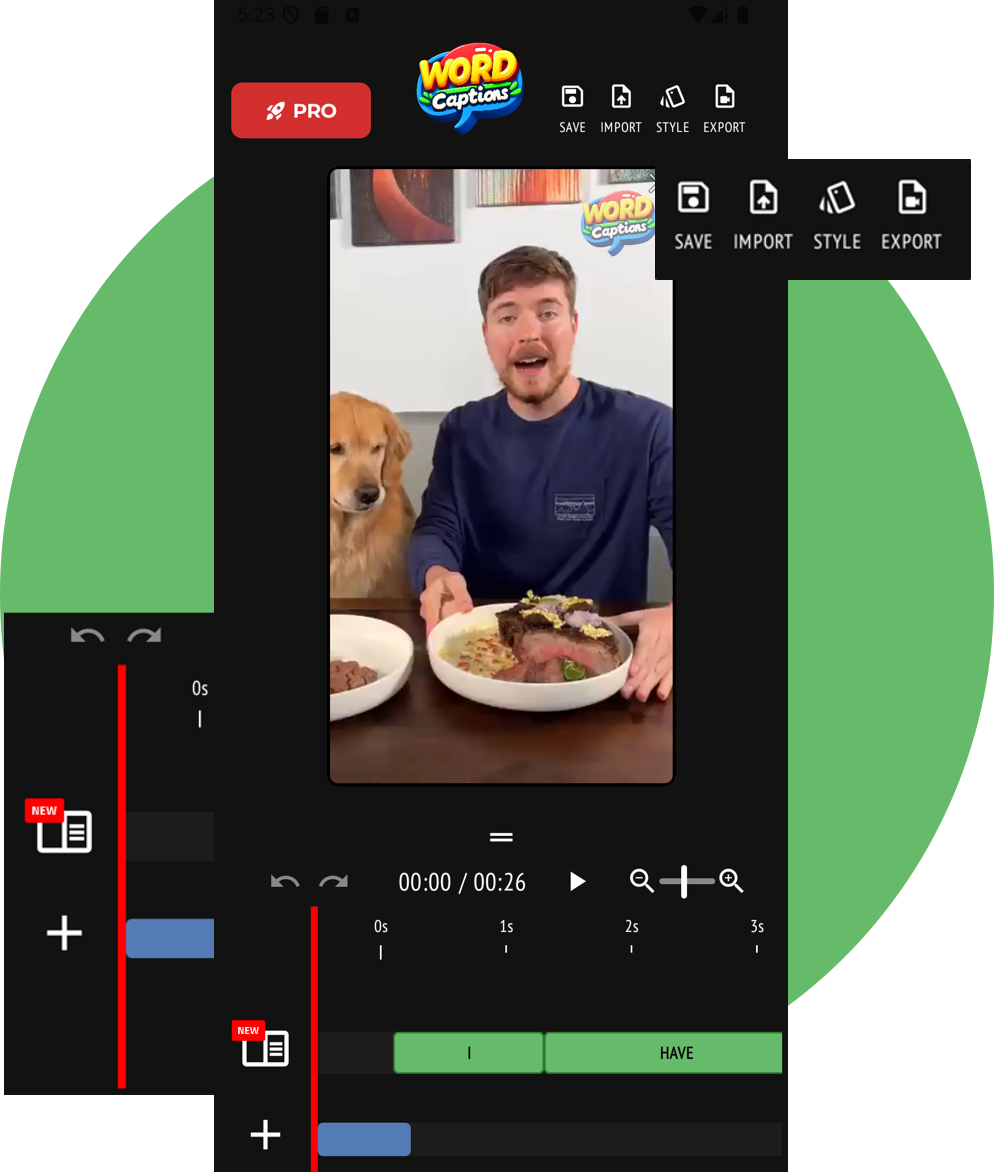 5:23
A
WORD
Captions
PRO
SAVE IMPORT STYLE EXPORT
WORD
Captions
SAVE IMPORT STYLE EXPORT
0s
NEW
00:00 / 00:26
0s 1s 2s 3s
NEW
I HAVE